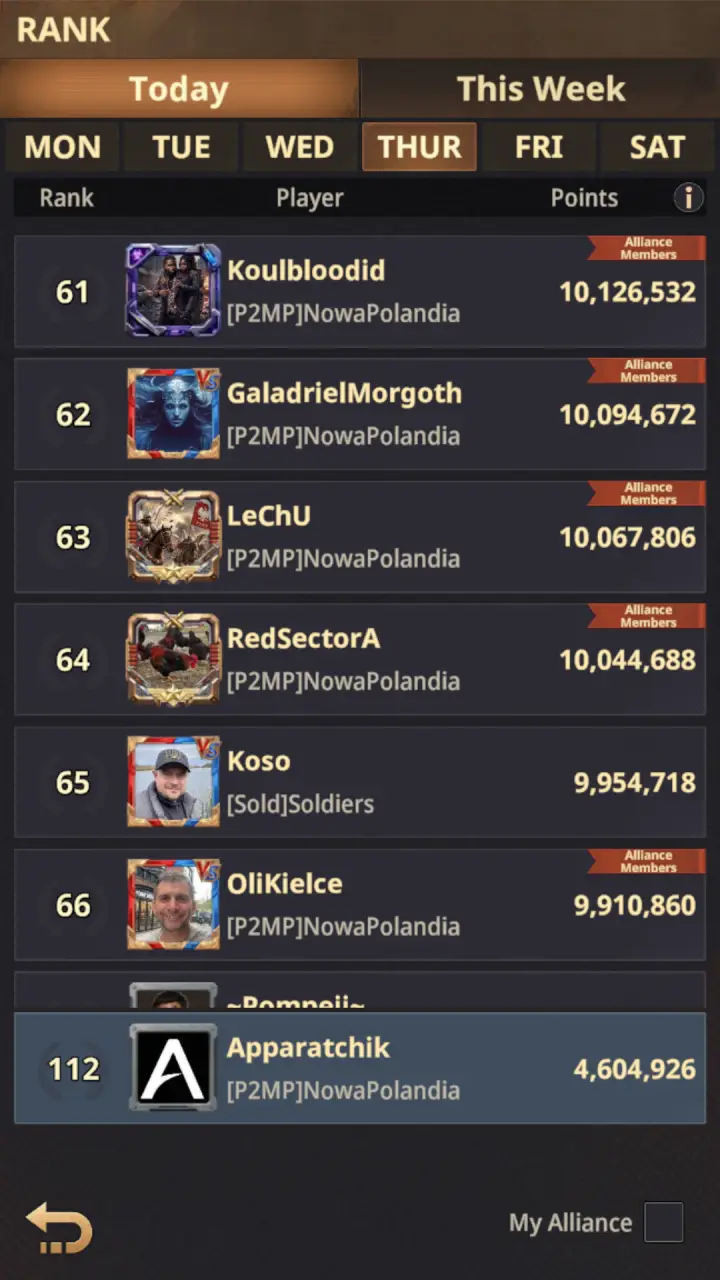 RANK
Today
This Week
MON
TUE
WED
THUR
FRI
SAT
Rank
Player
Points
i
Alliance
Members
61
Koulbloodid
[P2MP]NowaPolandia
10,126,532
Alliance
Members
62
GaladrielMorgoth
[P2MP]NowaPolandia
10,094,672
Alliance
Members
63
LeChU
[P2MP]NowaPolandia
10,067,806
Alliance
Members
64
RedSectorA
[P2MP]NowaPolandia
10,044,688
65
Koso
[Sold]Soldiers
9,954,718
Alliance
Members
66
OliKielce
[P2MP]NowaPolandia
9,910,860
~Pompeii~
112
Apparatchik
[P2MP]NowaPolandia
4,604,926
My Alliance